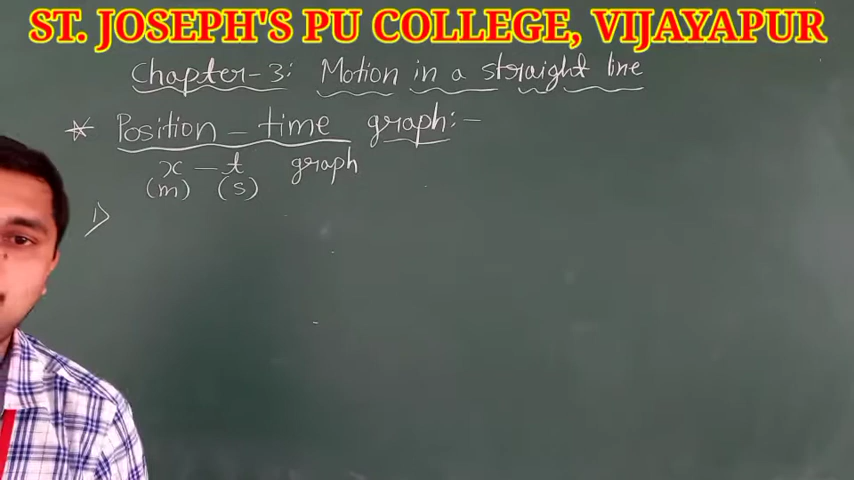 ST. JOSEPH'S PU COLLEGE, VIJAYAPUR
Chapter-3: Motion in a straight line
* Position - time graph:-
x - t graph
(m) (s)
1)